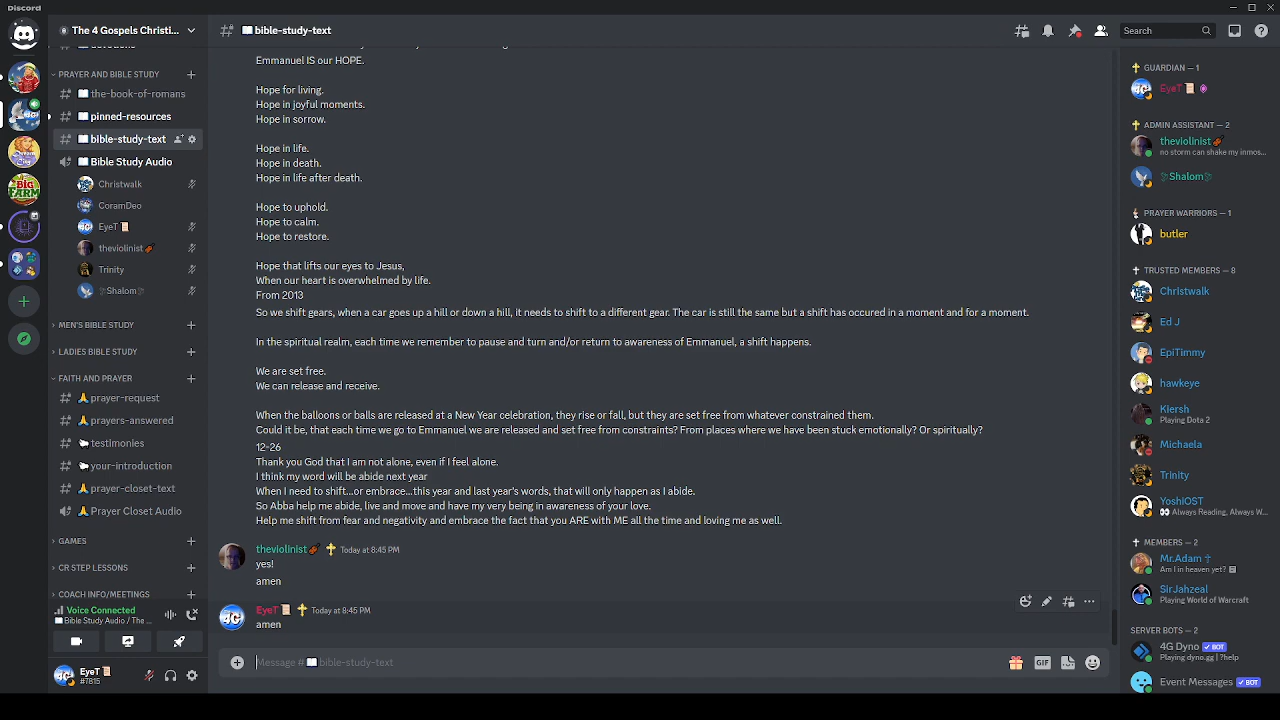 Discord
The 4 Gospels Christi...
bible-study-text
Search
PRAYER AND BIBLE STUDY
the-book-of-romans
pinned-resources
bible-study-text
Bible Study Audio
Christwalk
CoramDeo
EyeT
theviolinist
Trinity
Shalom
MEN'S BIBLE STUDY
LADIES BIBLE STUDY
FAITH AND PRAYER
prayer-request
prayers-answered
testimonies
your-introduction
prayer-closet-text
Prayer Closet Audio
GAMES
CR STEP LESSONS
COACH INFO/MEETINGS
Voice Connected
Bible Study Audio / The ...
EyeT
#7815
Emmanuel IS our HOPE.
Hope for living.
Hope in joyful moments.
Hope in sorrow.
Hope in life.
Hope in death.
Hope in life after death.
Hope to uphold.
Hope to calm.
Hope to restore.
Hope that lifts our eyes to Jesus,
When our heart is overwhelmed by life.
From 2013
So we shift gears, when a car goes up a hill or down a hill, it needs to shift to a different gear. The car is still the same but a shift has occured in a moment and for a moment.
In the spiritual realm, each time we remember to pause and turn and/or return to awareness of Emmanuel, a shift happens.
We are set free.
We can release and receive.
When the balloons or balls are released at a New Year celebration, they rise or fall, but they are set free from whatever constrained them.
Could it be, that each time we go to Emmanuel we are released and set free from constraints? From places where we have been stuck emotionally? Or spiritually?
12-26
Thank you God that I am not alone, even if I feel alone.
I think my word will be abide next year
When I need to shift...or embrace...this year and last year's words, that will only happen as I abide.
So Abba help me abide, live and move and have my very being in awareness of your love.
Help me shift from fear and negativity and embrace the fact that you ARE with ME all the time and loving me as well.
theviolinist Today at 8:45 PM
yes!
amen
EyeT Today at 8:45 PM
amen
Message # bible-study-text
GIF
GUARDIAN — 1
EyeT
ADMIN ASSISTANT — 2
theviolinist
no storm can shake my inmos...
Shalom
PRAYER WARRIORS — 1
butler
TRUSTED MEMBERS — 8
Christwalk
Ed J
EpiTimmy
hawkeye
Kiersh
Playing Dota 2
Michaela
Trinity
YoshiOST
Always Reading, Always W...
MEMBERS — 2
Mr.Adam
Am I in heaven yet?
SirJahzeal
Playing World of Warcraft
SERVER BOTS — 2
4G Dyno BOT
Playing dyno.gg | ?help
Event Messages BOT